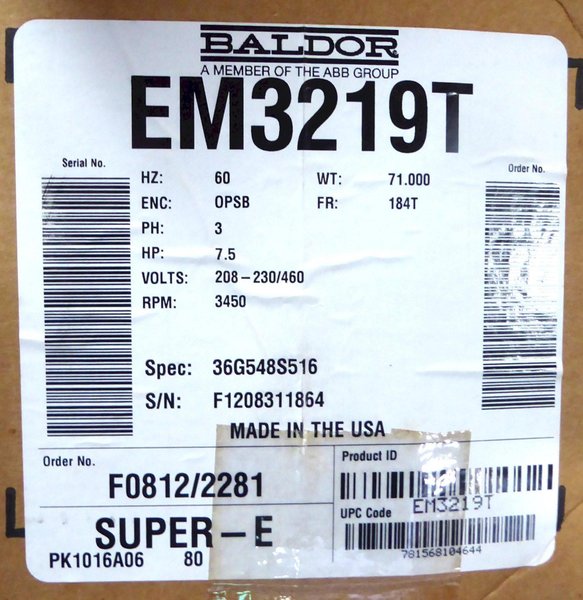 BALDOR
A MEMBER OF THE ABB GROUP
EM3219T
Serial No.
Order No.
HZ: 60 WT: 71.000
ENC: OPSB FR: 184T
PH: 3
HP: 7.5
VOLTS: 208-230/460
RPM: 3450
Spec: 36G548S516
S/N: F1208311864
MADE IN THE USA
Order No.
F0812/2281
Product ID
EM3219T
SUPER-E
UPC Code
PK1016A06 80
781568104644